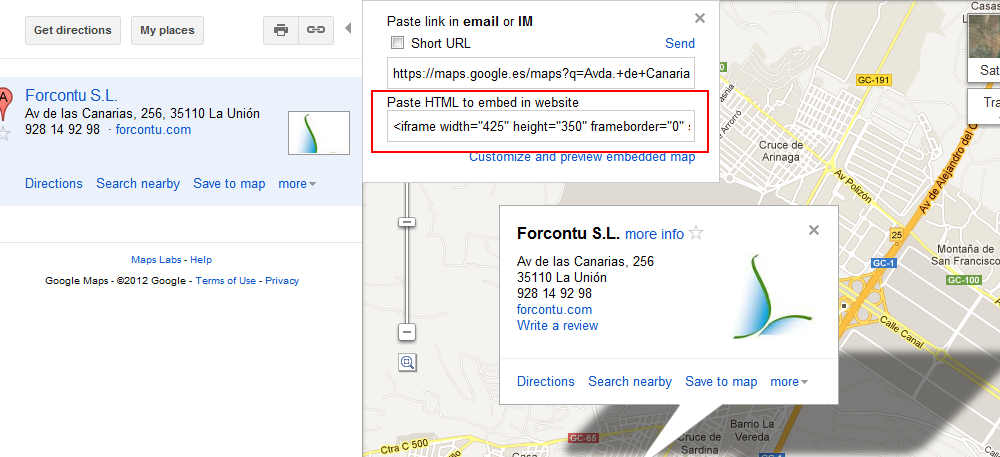 Get directions
My places
A
Forcontu S.L.
Av de las Canarias, 256, 35110 La Unión
928 14 92 98 · forcontu.com
Directions
Search nearby
Save to map
more
Maps Labs - Help
Google Maps - ©2012 Google - Terms of Use - Privacy
Paste link in email or IM
Short URL
Send
https://maps.google.es/maps?q=Avda.+de+Canaria
Paste HTML to embed in website
<iframe width="425" height="350" frameborder="0" s
Customize and preview embedded map
Forcontu S.L. more info
Av de las Canarias, 256
35110 La Unión
928 14 92 98
forcontu.com
Write a review
Directions
Search nearby
Save to map
more
Casas
Sat
Tra
GC-191
Cruce de
Arinaga
Av Polizón
Av de Alejandro del
25
GC-1
Montaña de
San Francisco
GC-100
Calle Canal
GC-65
Ctra C 500
Casa
Cruce de
Sardina
Barrio La
Vereda